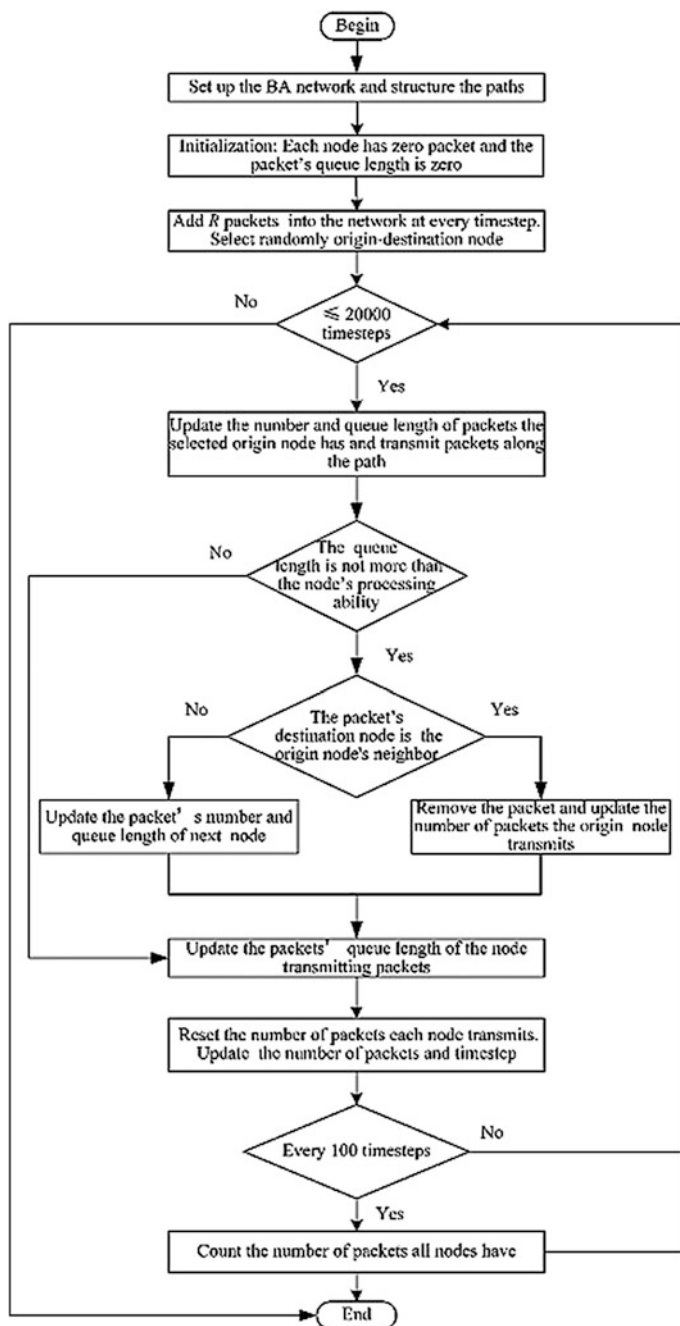 Begin
Set up the BA network and structure the paths
Initialization: Each node has zero packet and the
packet's queue length is zero
Add R packets into the network at every timestep.
Select randomly origin-destination node
No
≤ 20000
timesteps
Yes
Update the number and queue length of packets the
selected origin node has and transmit packets along
the path
No
The queue
length is not more than
the node's processing
ability
Yes
No
The packet's
destination node is the
origin node's neighbor
Yes
Update the packet's number and
queue length of next node
Remove the packet and update the
number of packets the origin node
transmits
Update the packets' queue length of the node
transmitting packets
Reset the number of packets each node transmits.
Update the number of packets and timestep
Every 100 timesteps
No
Yes
Count the number of packets all nodes have
End